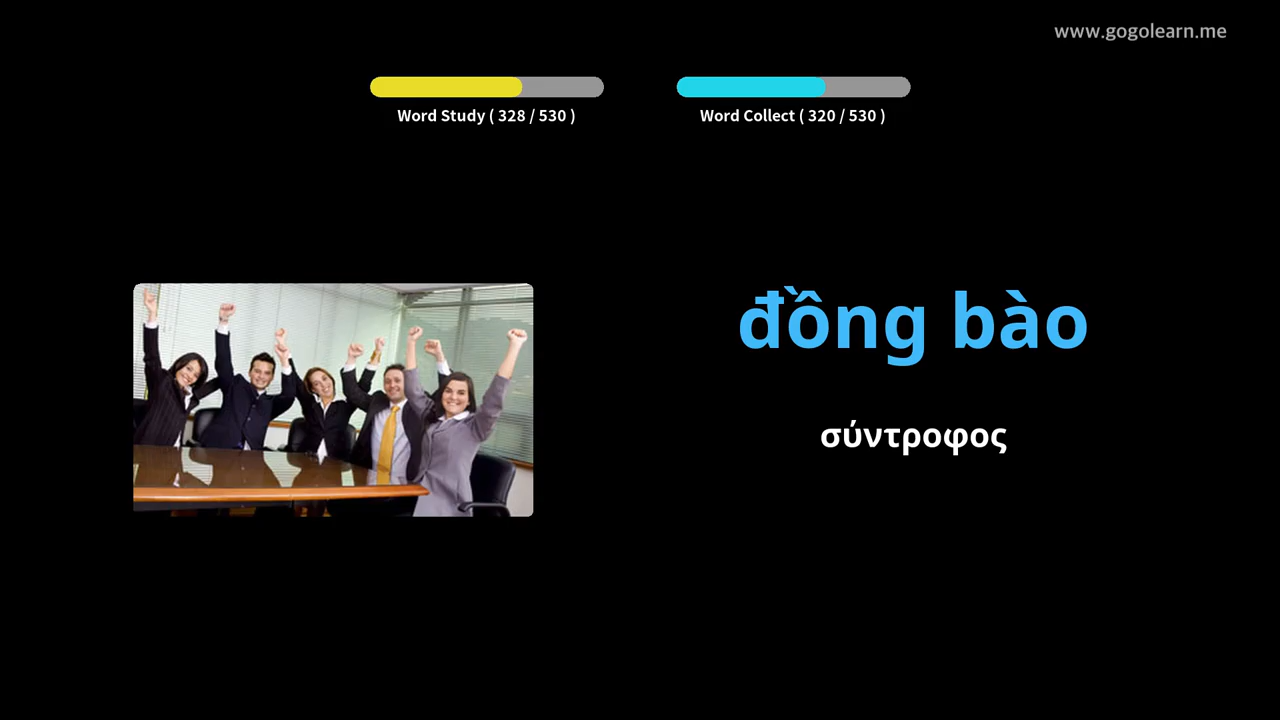 www.gogolearn.me
Word Study ( 328 / 530 )
Word Collect ( 320 / 530 )
đồng bào
σύντροφος